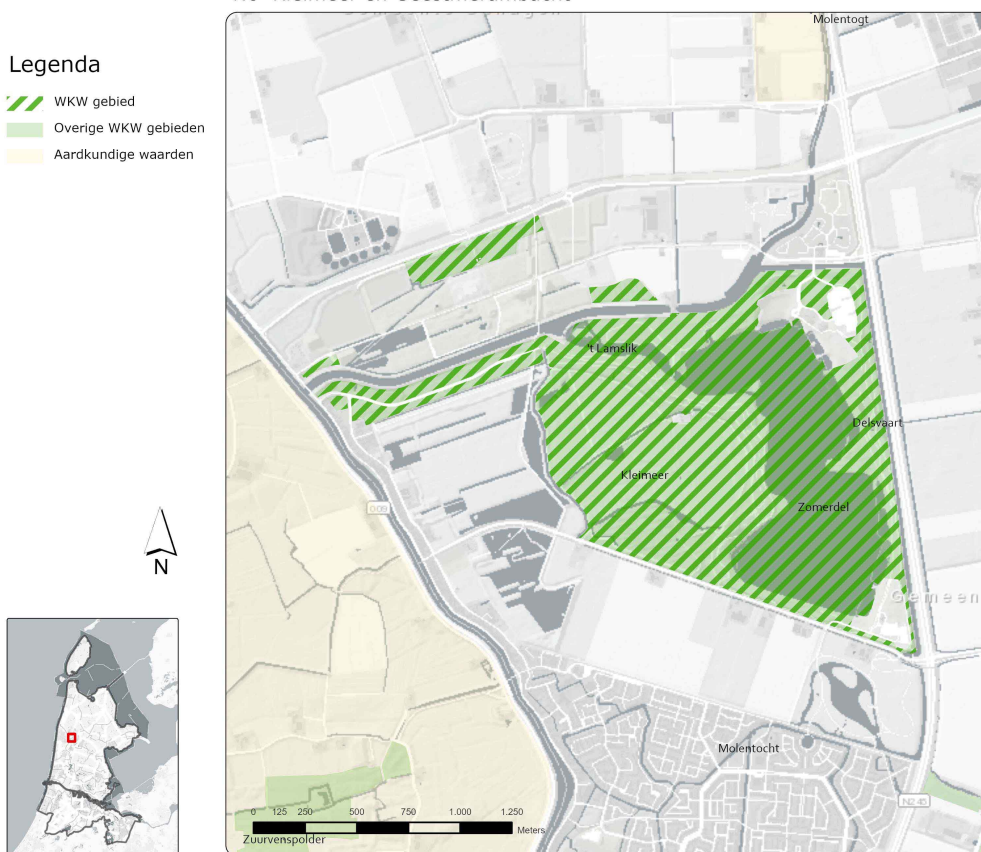 Legenda
WKW gebied
Overige WKW gebieden
Aardkundige waarden
N
Molentogt
't Lamslik
Delsvaart
Kleimeer
Zomerdel
Gemeen
Molentocht
N245
0 125 250 500 750 1.000 1.250
Meters
Zuurvenspolder